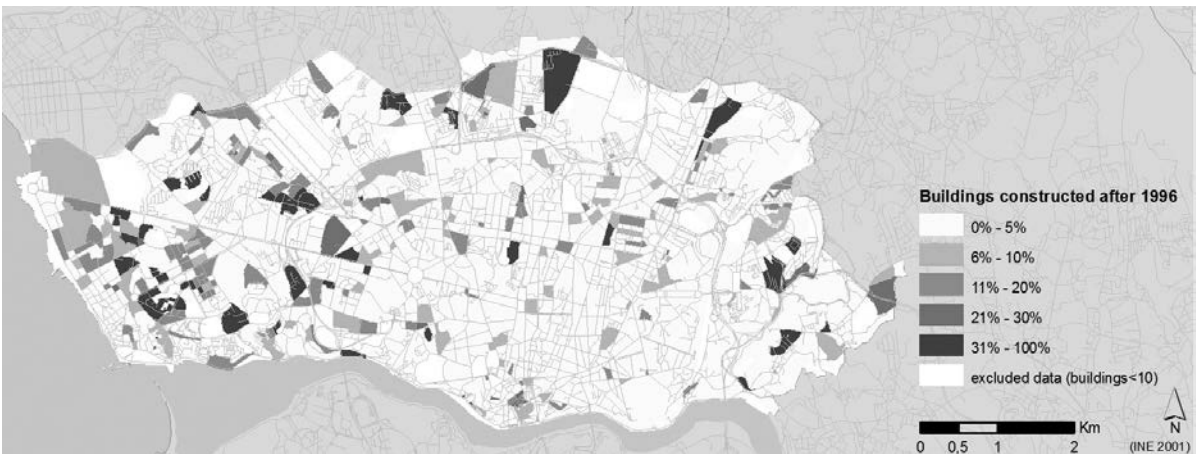 Buildings constructed after 1996
0% - 5%
6% - 10%
11% - 20%
21% - 30%
31% - 100%
excluded data (buildings<10)
Km
0 0,5 1 2
N
(INE 2001)